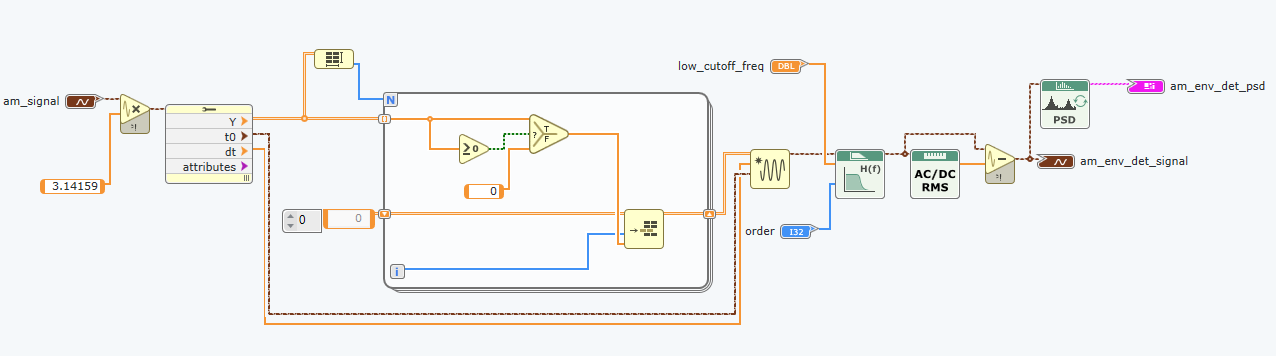 low_cutoff_freq
DBL
am_signal
3.14159
Y
t0
dt
attributes
N
≥0
?
T
F
0
0
0
i
H(f)
order
I32
AC/DC
RMS
PSD
am_env_det_psd
am_env_det_signal